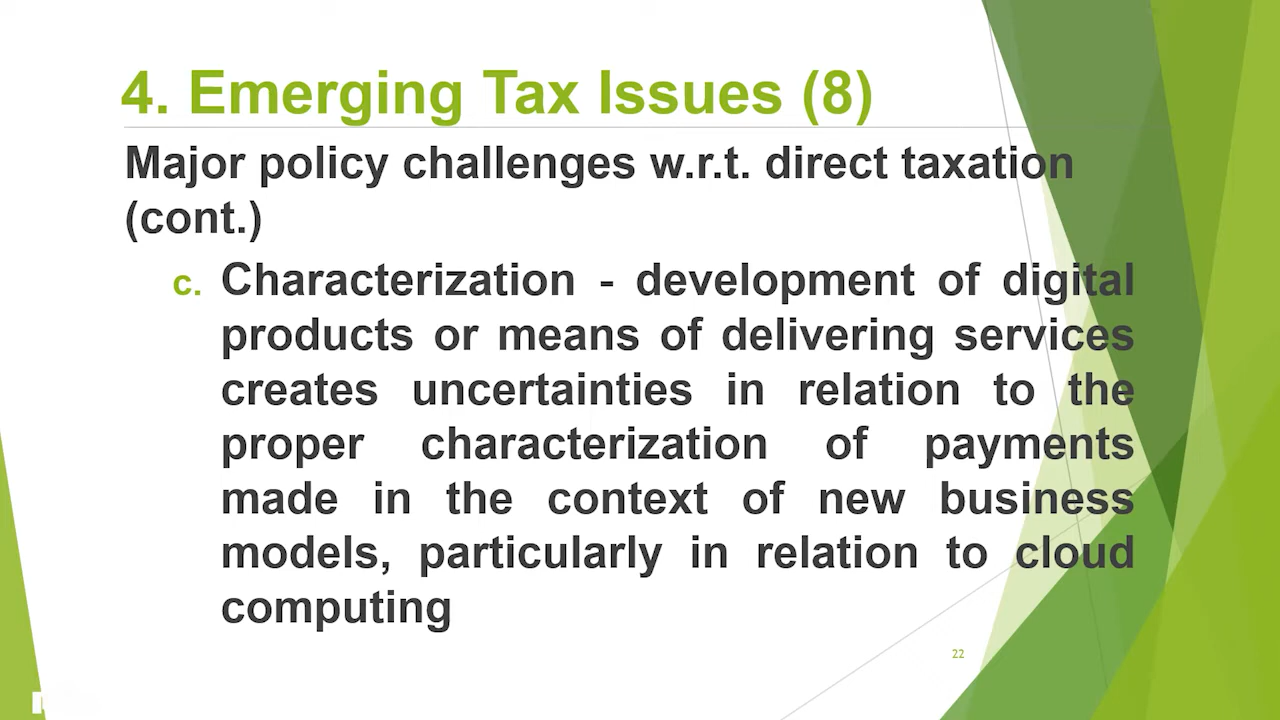 4. Emerging Tax Issues (8)
Major policy challenges w.r.t. direct taxation
(cont.)
c. Characterization - development of digital
products or means of delivering services
creates uncertainties in relation to the
proper characterization of payments
made in the context of new business
models, particularly in relation to cloud
computing
22